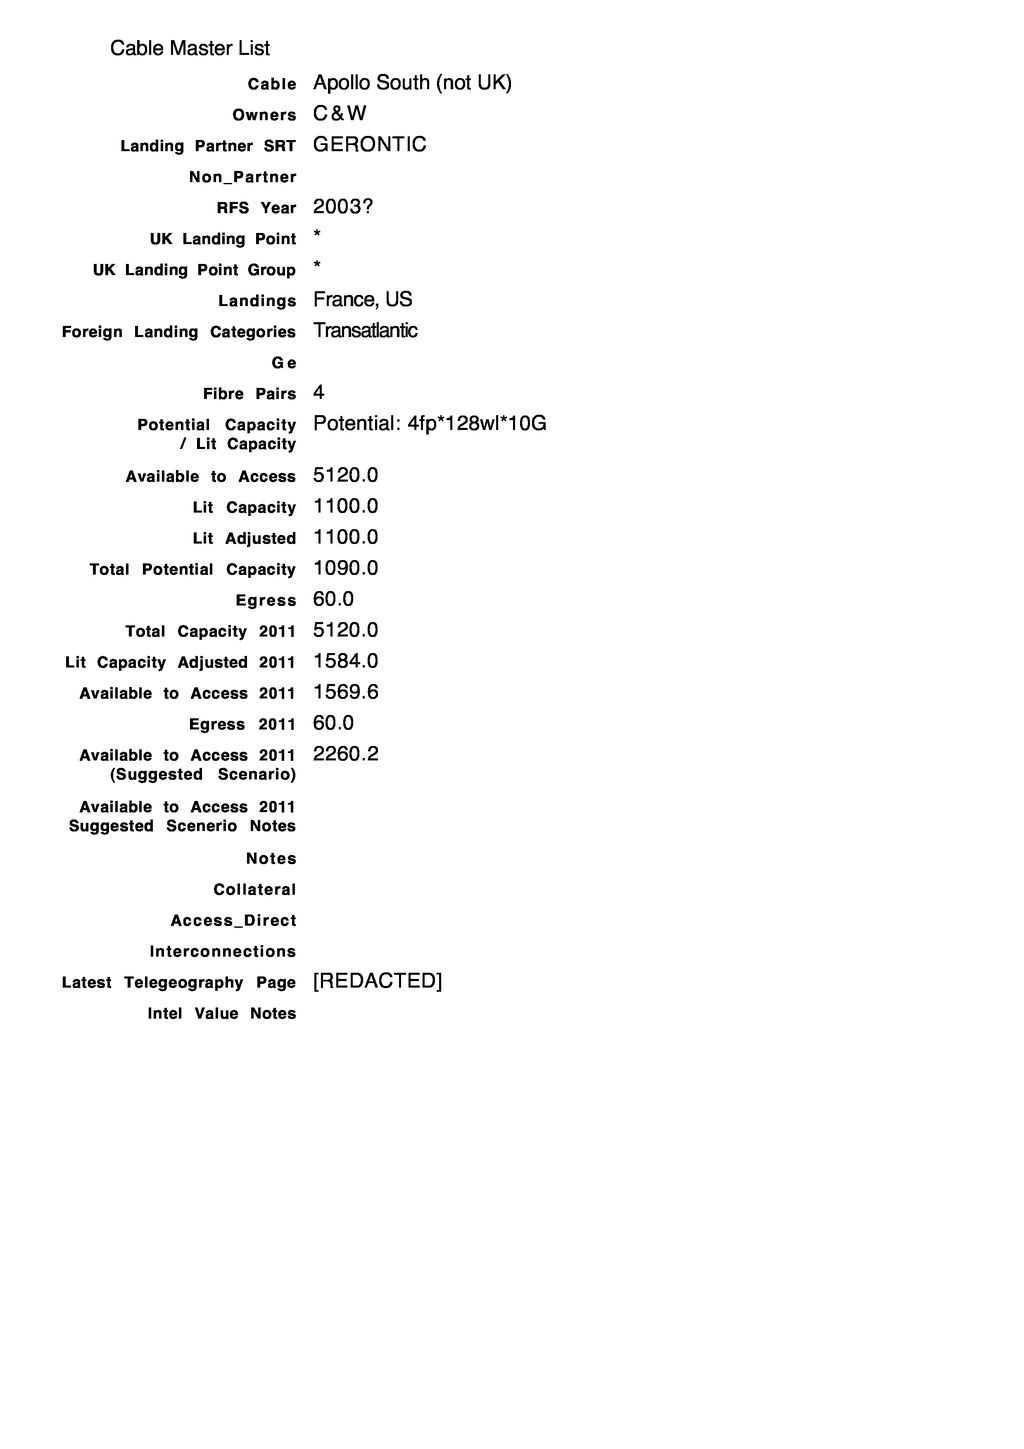 Cable Master List
Cable Apollo South (not UK)
Owners C&W
Landing Partner SRT GERONTIC
Non_Partner
RFS Year 2003?
UK Landing Point *
UK Landing Point Group *
Landings France, US
Foreign Landing Categories Transatlantic
Ge
Fibre Pairs 4
Potential Capacity Potential: 4fp*128wl*10G
/ Lit Capacity
Available to Access 5120.0
Lit Capacity 1100.0
Lit Adjusted 1100.0
Total Potential Capacity 1090.0
Egress 60.0
Total Capacity 2011 5120.0
Lit Capacity Adjusted 2011 1584.0
Available to Access 2011 1569.6
Egress 2011 60.0
Available to Access 2011 2260.2
(Suggested Scenario)
Available to Access 2011
Suggested Scenerio Notes
Notes
Collateral
Access_Direct
Interconnections
Latest Telegeography Page [REDACTED]
Intel Value Notes